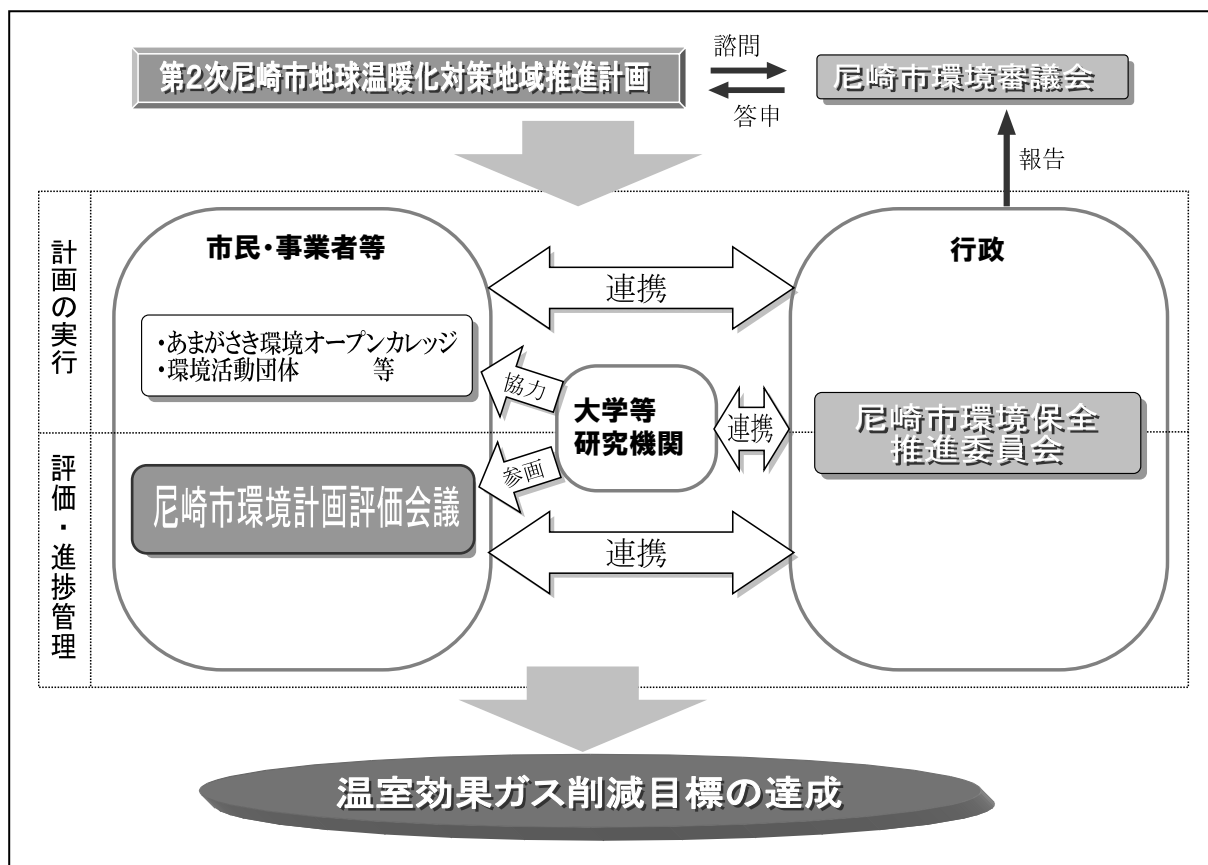 第2次尼崎市地球温暖化対策地域推進計画
諮問
答申
尼崎市環境審議会
報告
計画の実行
市民・事業者等
連携
行政
・あまがさき環境オープンカレッジ
・環境活動団体　等
協力
大学等
研究機関
連携
尼崎市環境保全
推進委員会
評価・進捗管理
参画
尼崎市環境計画評価会議
連携
温室効果ガス削減目標の達成